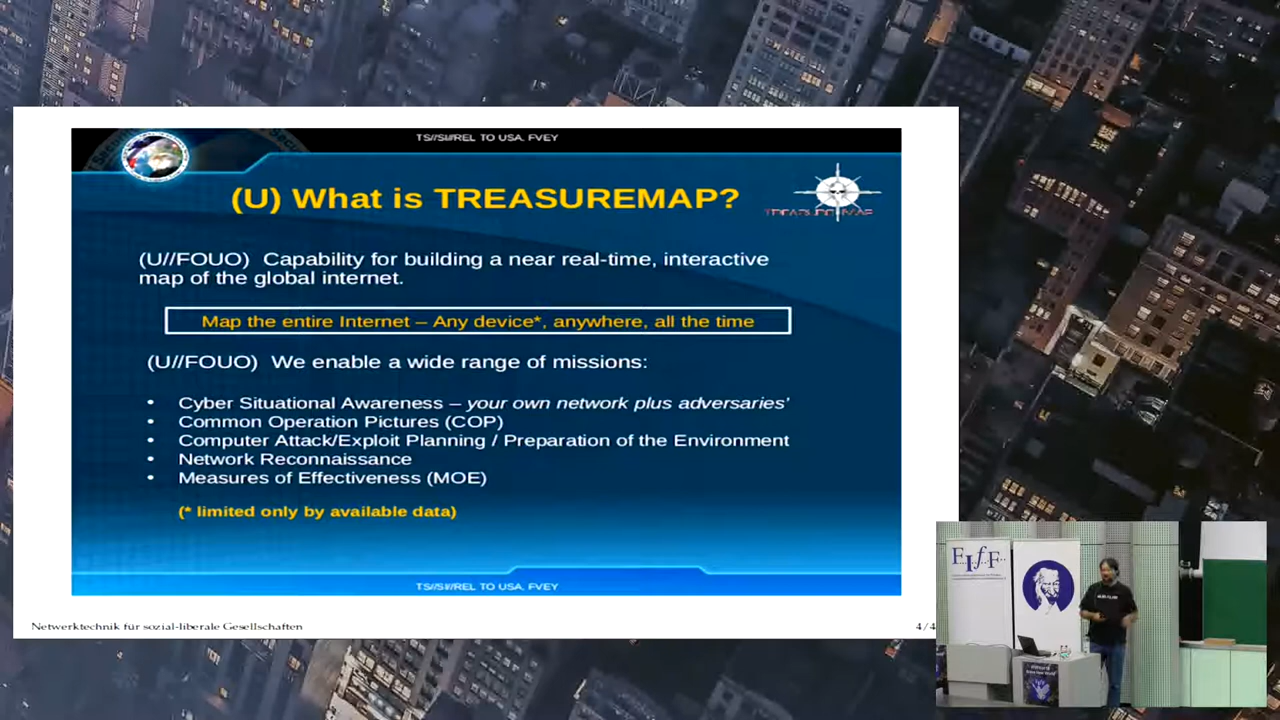 TS//SI//REL TO USA, FVEY
(U) What is TREASUREMAP?
TREASURE MAP
(U//FOUO) Capability for building a near real-time, interactive
map of the global internet.
Map the entire Internet – Any device*, anywhere, all the time
(U//FOUO) We enable a wide range of missions:
• Cyber Situational Awareness – your own network plus adversaries'
• Common Operation Pictures (COP)
• Computer Attack/Exploit Planning / Preparation of the Environment
• Network Reconnaissance
• Measures of Effectiveness (MOE)
(* limited only by available data)
TS//SI//REL TO USA, FVEY
Netwerktechnik für sozial-liberale Gesellschaften
4/4
F.I.f.F..